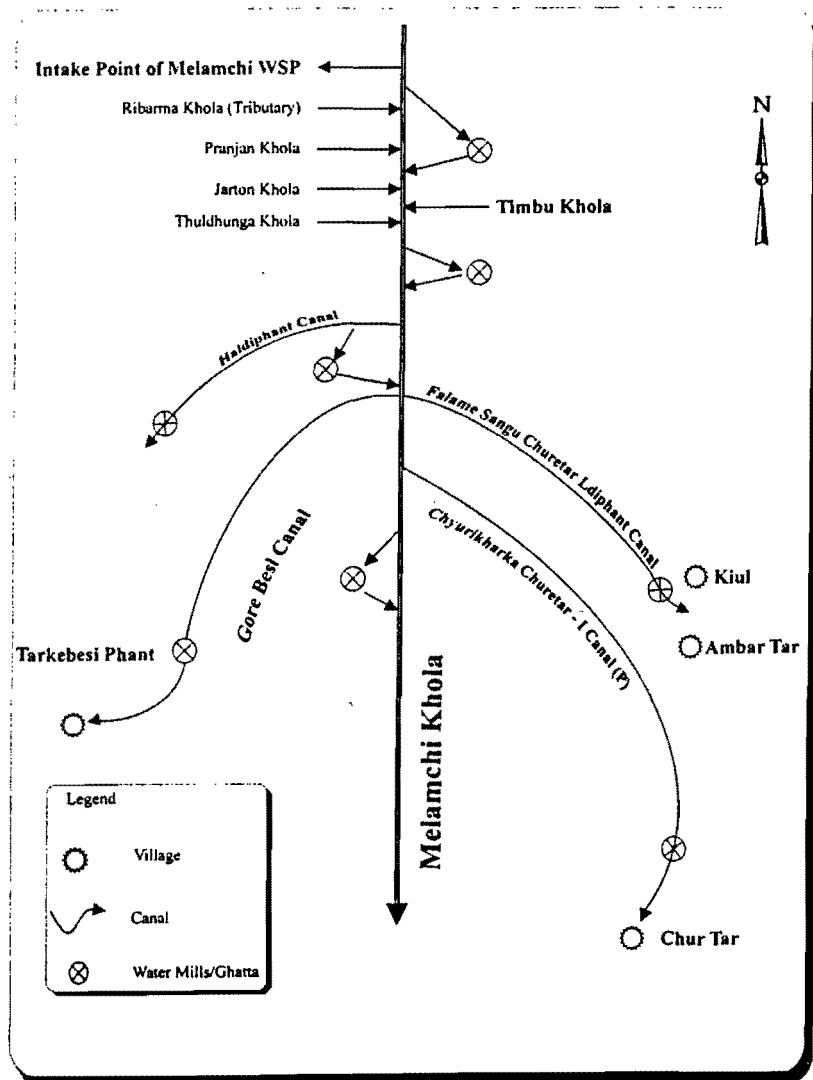 Intake Point of Melamchi WSP
N
Ribarma Khola (Tributary)
Pranjan Khola
Jarton Khola
Timbu Khola
Thuldhunga Khola
Haldiphant Canal
Falame Sangu Churetar Ldiphant Canal
Chyurikharka Churetar - I Canal (P)
Gore Besi Canal
Kiul
Ambar Tar
Tarkebesi Phant
Melamchi Khola
Chur Tar
Legend
Village
Canal
Water Mills/Ghatta